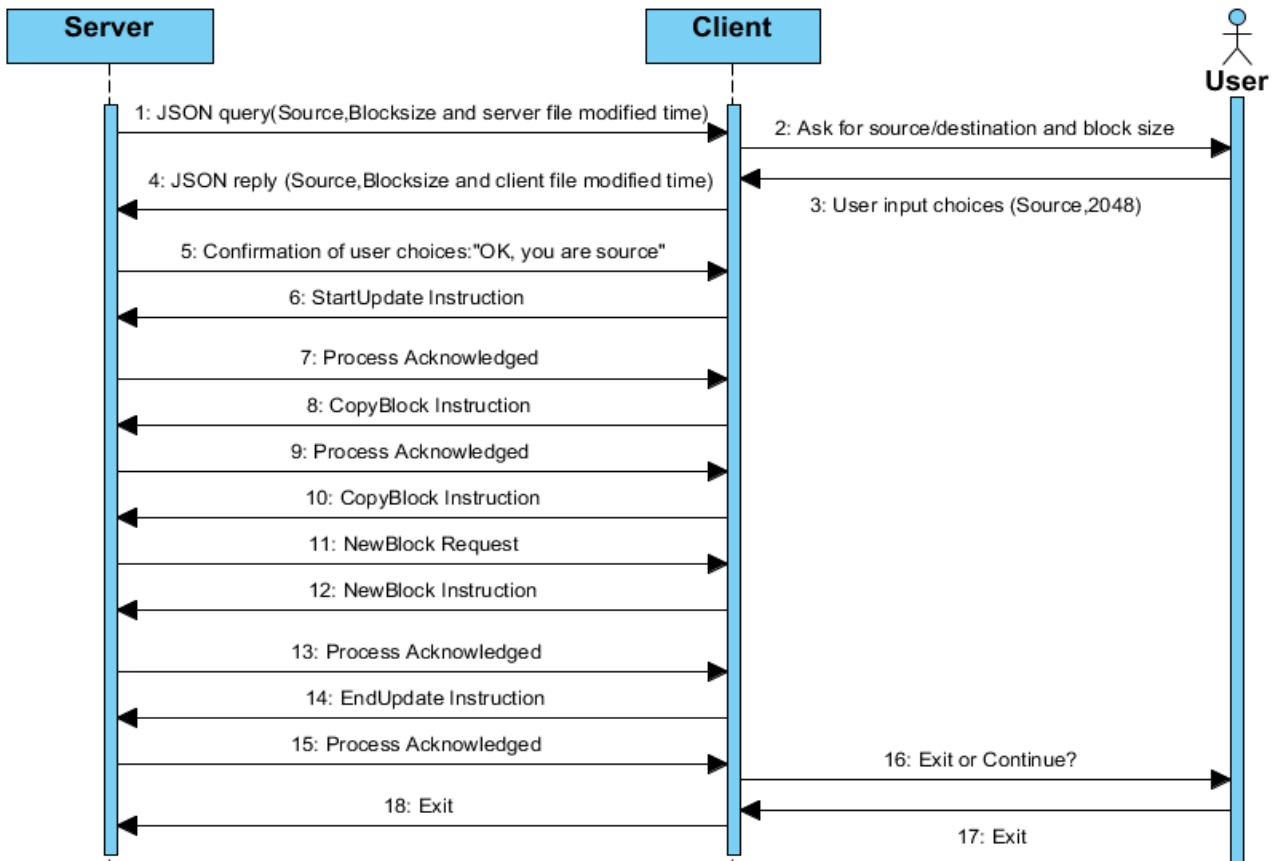 Server
Client
User
1: JSON query(Source,Blocksize and server file modified time)
2: Ask for source/destination and block size
4: JSON reply (Source,Blocksize and client file modified time)
3: User input choices (Source,2048)
5: Confirmation of user choices:"OK, you are source"
6: StartUpdate Instruction
7: Process Acknowledged
8: CopyBlock Instruction
9: Process Acknowledged
10: CopyBlock Instruction
11: NewBlock Request
12: NewBlock Instruction
13: Process Acknowledged
14: EndUpdate Instruction
15: Process Acknowledged
16: Exit or Continue?
18: Exit
17: Exit